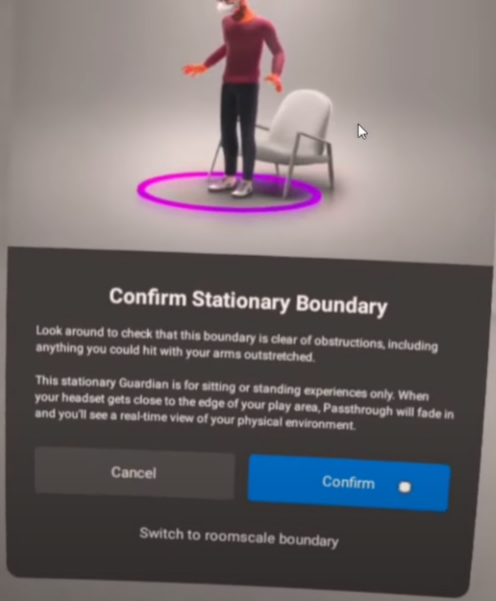 Confirm Stationary Boundary
Look around to check that this boundary is clear of obstructions, including
anything you could hit with your arms outstretched.
This stationary Guardian is for sitting or standing experiences only. When
your headset gets close to the edge of your play area, Passthrough will fade in
and you'll see a real-time view of your physical environment.
Cancel
Confirm
Switch to roomscale boundary